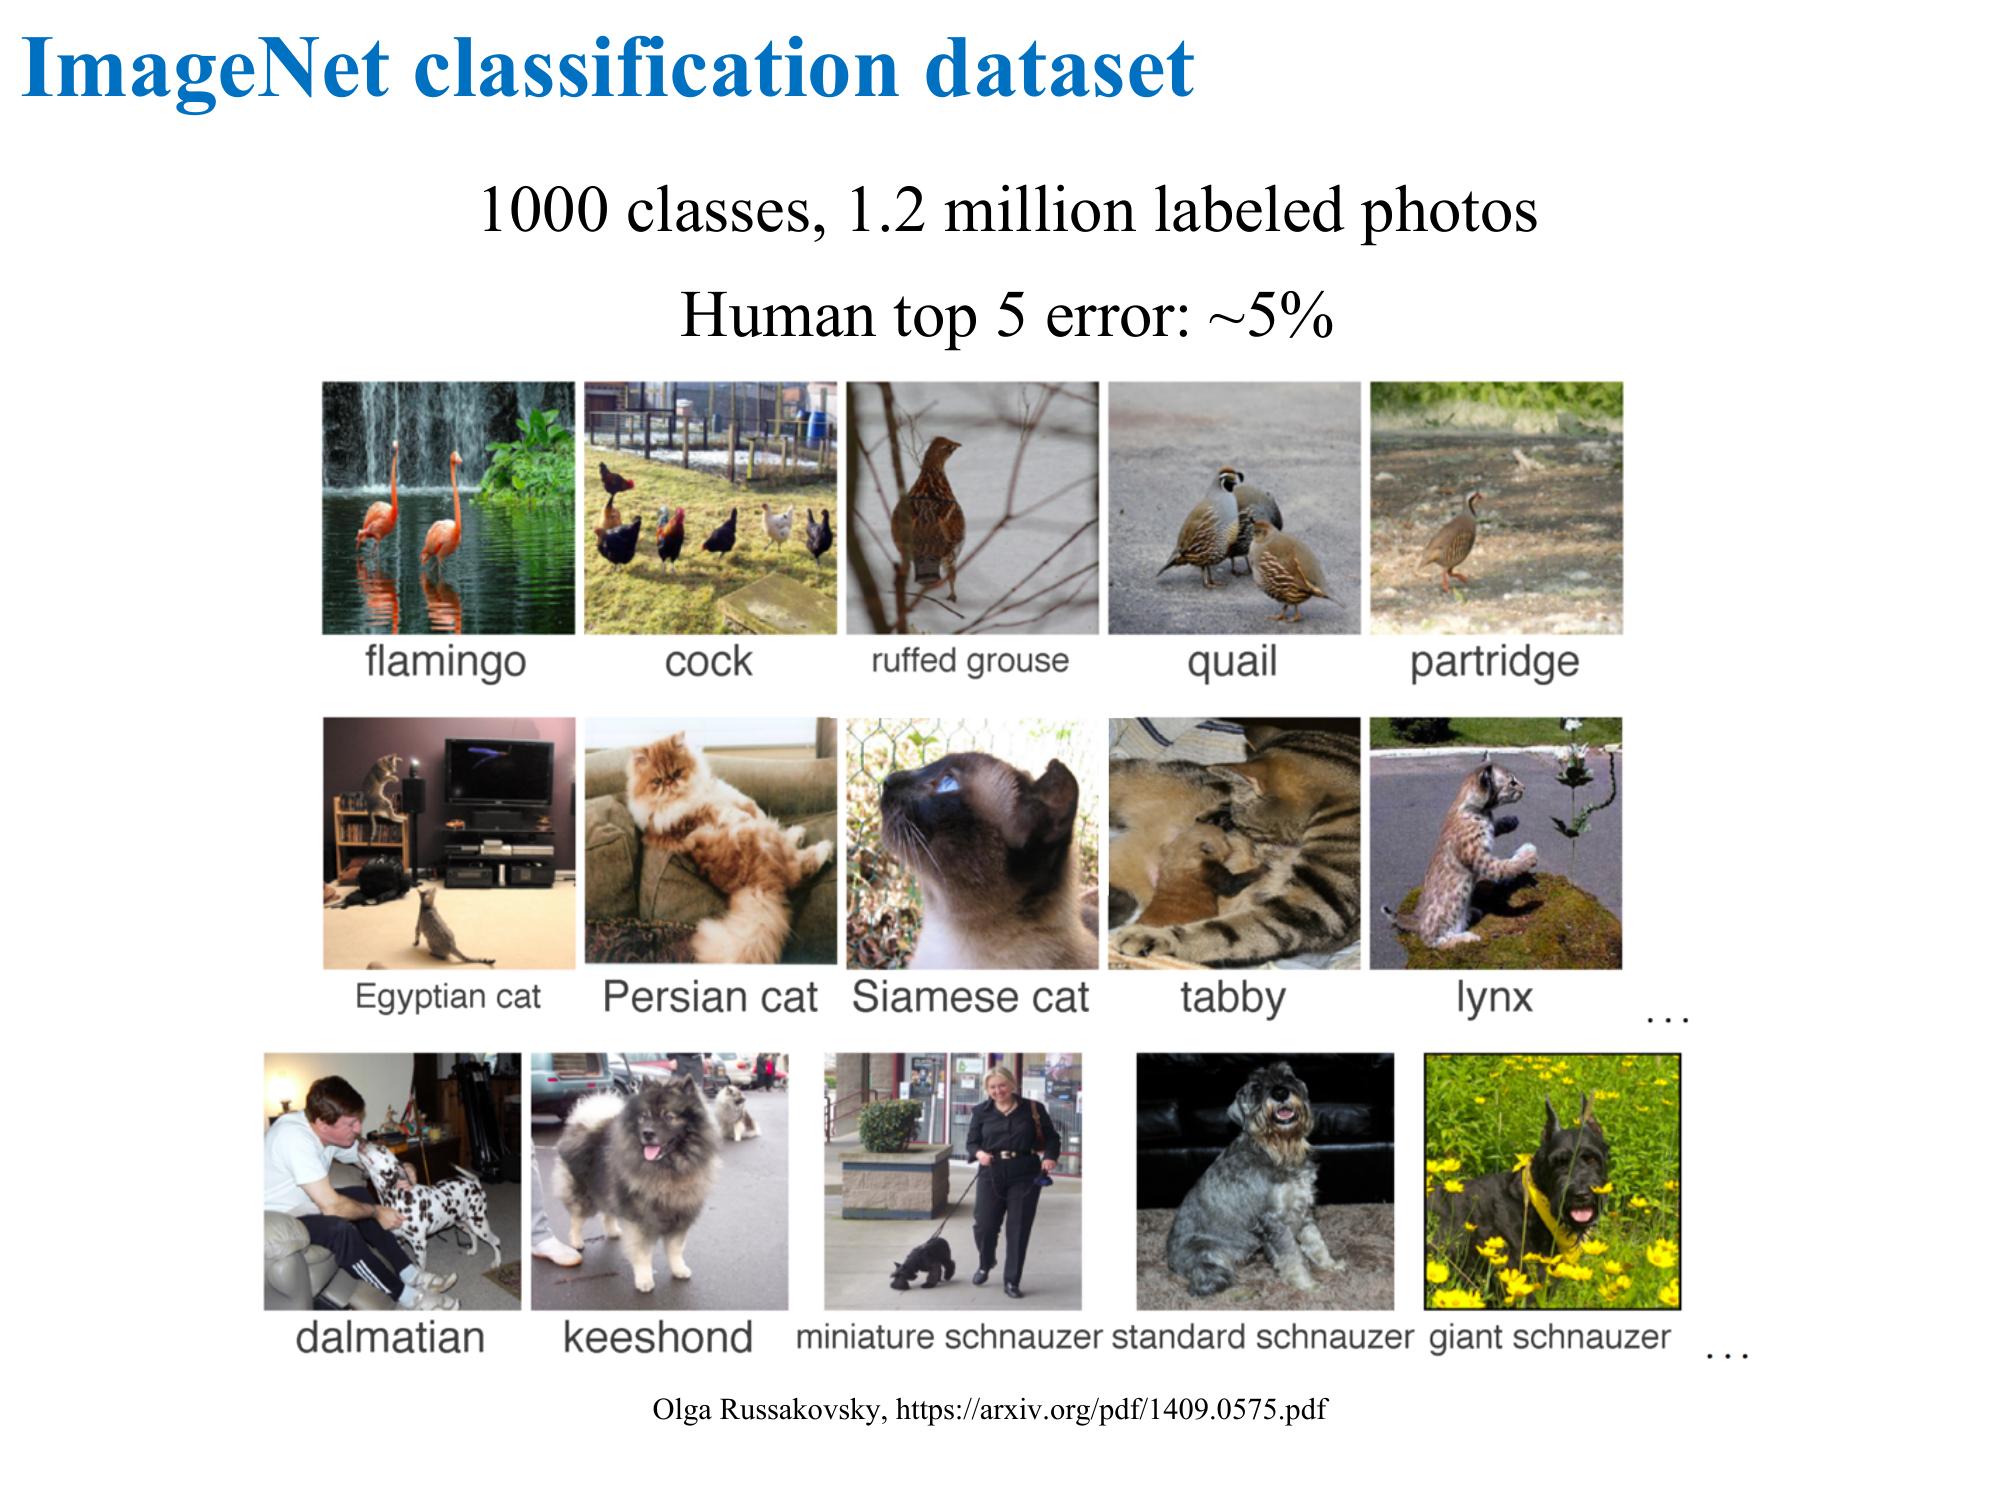 ImageNet classification dataset
1000 classes, 1.2 million labeled photos
Human top 5 error: ~5%
flamingo cock ruffed grouse quail partridge
Egyptian cat Persian cat Siamese cat tabby lynx ...
dalmatian keeshond miniature schnauzer standard schnauzer giant schnauzer ...
Olga Russakovsky, https://arxiv.org/pdf/1409.0575.pdf